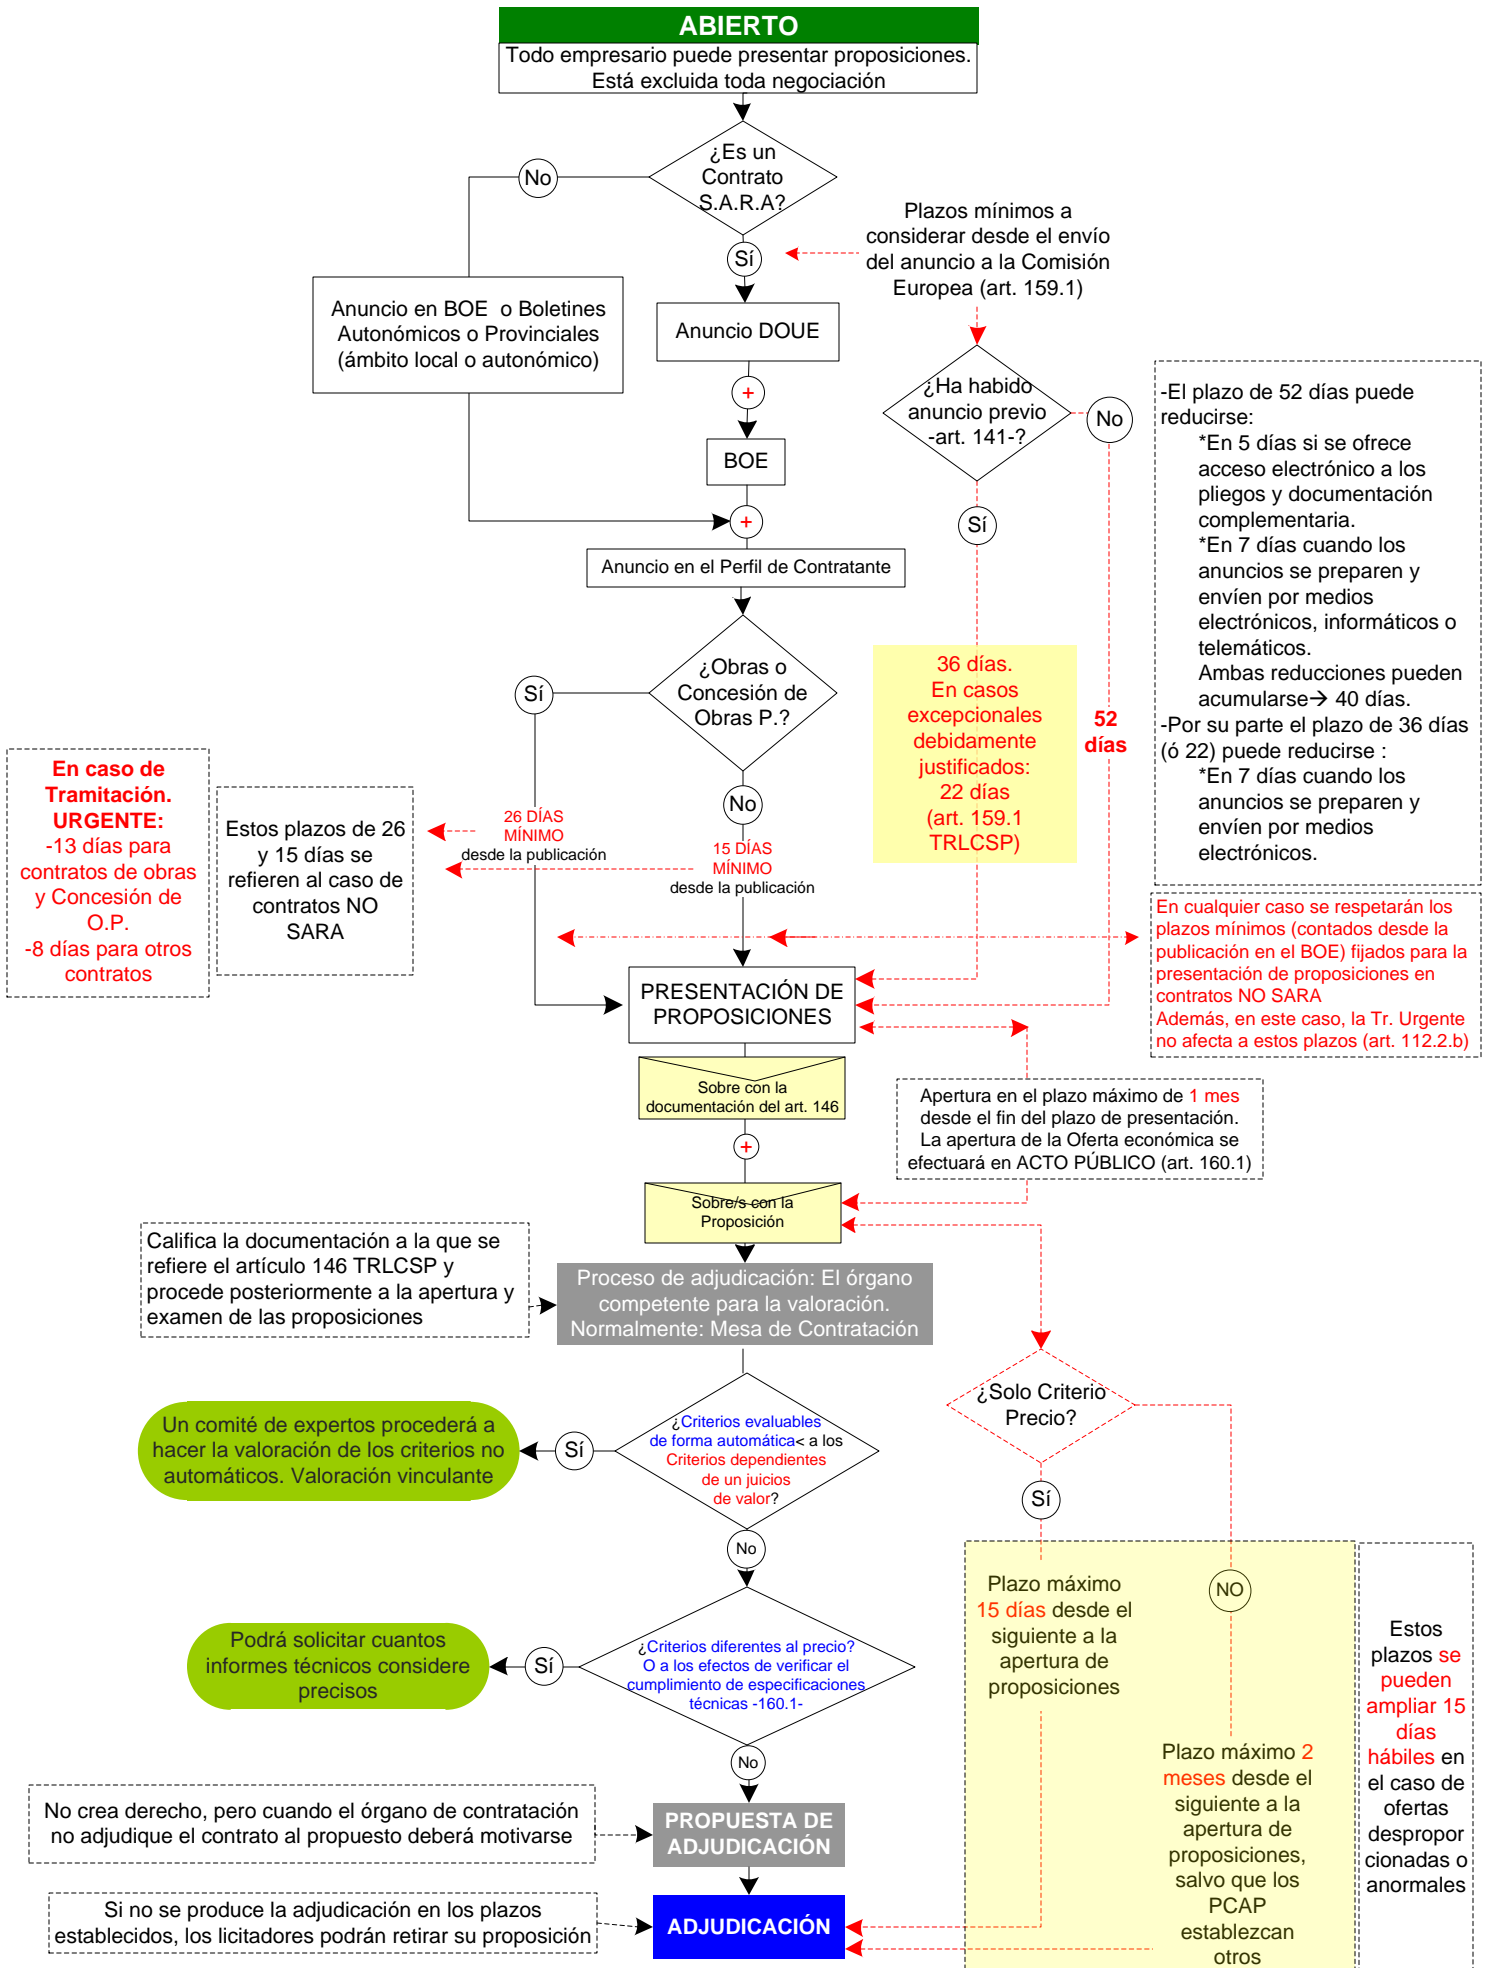 ABIERTO
Todo empresario puede presentar proposiciones.
Está excluida toda negociación
¿Es un
Contrato
S.A.R.A?
No
Sí
Plazos mínimos a
considerar desde el envío
del anuncio a la Comisión
Europea (art. 159.1)
Anuncio en BOE o Boletines
Autonómicos o Provinciales
(ámbito local o autonómico)
Anuncio DOUE
+
BOE
+
¿Ha habido
anuncio previo
-art. 141-?
No
Sí
-El plazo de 52 días puede
reducirse:
*En 5 días si se ofrece
acceso electrónico a los
pliegos y documentación
complementaria.
*En 7 días cuando los
anuncios se preparen y
envíen por medios
electrónicos, informáticos o
telemáticos.
Ambas reducciones pueden
acumularse→ 40 días.
-Por su parte el plazo de 36 días
(ó 22) puede reducirse :
*En 7 días cuando los
anuncios se preparen y
envíen por medios
electrónicos.
Anuncio en el Perfil de Contratante
¿Obras o
Concesión de
Obras P.?
Sí
No
36 días.
En casos
excepcionales
debidamente
justificados:
22 días
(art. 159.1
TRLCSP)
52
días
En caso de
Tramitación.
URGENTE:
-13 días para
contratos de obras
y Concesión de
O.P.
-8 días para otros
contratos
Estos plazos de 26
y 15 días se
refieren al caso de
contratos NO
SARA
26 DÍAS
MÍNIMO
desde la publicación
15 DÍAS
MÍNIMO
desde la publicación
En cualquier caso se respetarán los
plazos mínimos (contados desde la
publicación en el BOE) fijados para la
presentación de proposiciones en
contratos NO SARA
Además, en este caso, la Tr. Urgente
no afecta a estos plazos (art. 112.2.b)
PRESENTACIÓN DE
PROPOSICIONES
Sobre con la
documentación del art. 146
+
Sobre/s con la
Proposición
Apertura en el plazo máximo de 1 mes
desde el fin del plazo de presentación.
La apertura de la Oferta económica se
efectuará en ACTO PÚBLICO (art. 160.1)
Califica la documentación a la que se
refiere el artículo 146 TRLCSP y
procede posteriormente a la apertura y
examen de las proposiciones
Proceso de adjudicación: El órgano
competente para la valoración.
Normalmente: Mesa de Contratación
¿Solo Criterio
Precio?
Sí
NO
¿Criterios evaluables
de forma automática< a los
Criterios dependientes
de un juicios
de valor?
Sí
Un comité de expertos procederá a
hacer la valoración de los criterios no
automáticos. Valoración vinculante
No
¿Criterios diferentes al precio?
O a los efectos de verificar el
cumplimiento de especificaciones
técnicas -160.1-
Sí
Podrá solicitar cuantos
informes técnicos considere
precisos
No
Plazo máximo
15 días desde el
siguiente a la
apertura de
proposiciones
Plazo máximo 2
meses desde el
siguiente a la
apertura de
proposiciones,
salvo que los
PCAP
establezcan
otros
Estos
plazos se
pueden
ampliar 15
días
hábiles en
el caso de
ofertas
despropor
cionadas o
anormales
No crea derecho, pero cuando el órgano de contratación
no adjudique el contrato al propuesto deberá motivarse
PROPUESTA DE
ADJUDICACIÓN
Si no se produce la adjudicación en los plazos
establecidos, los licitadores podrán retirar su proposición
ADJUDICACIÓN